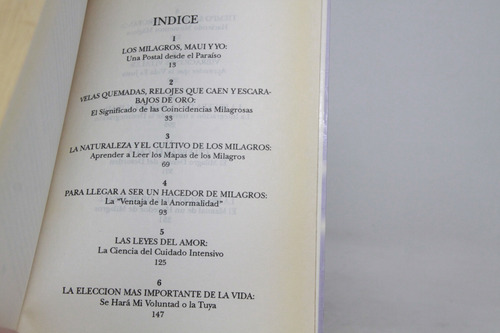 INDICE
1
LOS MILAGROS, MAUI Y YO:
Una Postal desde el Paraíso
13
2
VELAS QUEMADAS, RELOJES QUE CAEN Y ESCARA-
BAJOS DE ORO:
El Significado de las Coincidencias Milagrosas
33
3
LA NATURALEZA Y EL CULTIVO DE LOS MILAGROS:
Aprender a Leer los Mapas de los Milagros
69
4
PARA LLEGAR A SER UN HACEDOR DE MILAGROS:
La "Ventaja de la Anormalidad"
93
5
LAS LEYES DEL AMOR:
La Ciencia del Cuidado Intensivo
125
6
LA ELECCION MAS IMPORTANTE DE LA VIDA:
Se Hará Mi Voluntad o la Tuya
147